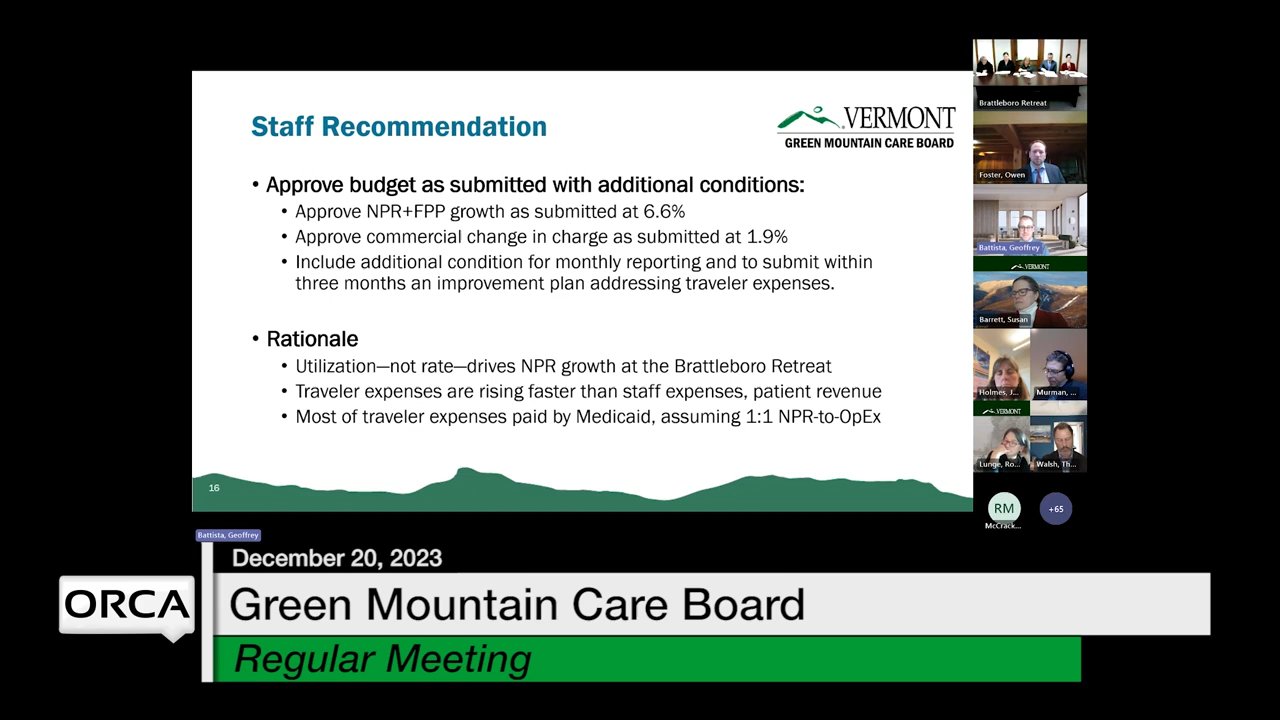 Staff Recommendation
VERMONT
GREEN MOUNTAIN CARE BOARD
• Approve budget as submitted with additional conditions:
• Approve NPR+FPP growth as submitted at 6.6%
• Approve commercial change in charge as submitted at 1.9%
• Include additional condition for monthly reporting and to submit within
three months an improvement plan addressing traveler expenses.
• Rationale
• Utilization—not rate—drives NPR growth at the Brattleboro Retreat
• Traveler expenses are rising faster than staff expenses, patient revenue
• Most of traveler expenses paid by Medicaid, assuming 1:1 NPR-to-OpEx
16
Brattleboro Retreat
Foster, Owen
Battista, Geoffrey
VERMONT
Barrett, Susan
Holmes, J...
Murman, ...
VERMONT
Lunge, Ro...
Walsh, Th...
RM
McCrack...
+65
Battista, Geoffrey
December 20, 2023
ORCA
Green Mountain Care Board
Regular Meeting